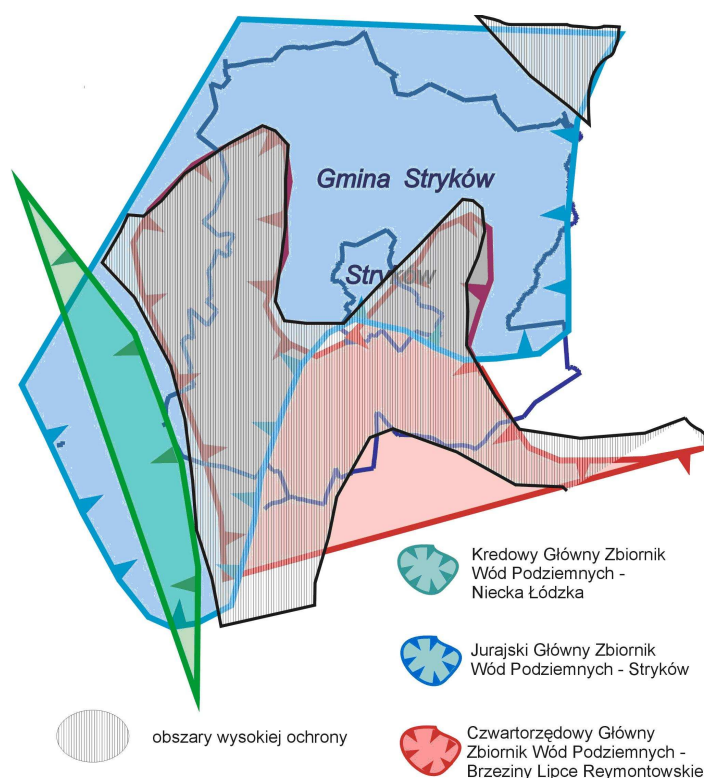 Gmina Stryków
Stryków
Kredowy Główny Zbiornik
Wód Podziemnych -
Niecka Łódzka
Jurajski Główny Zbiornik
Wód Podziemnych - Stryków
obszary wysokiej ochrony
Czwartorzędowy Główny
Zbiornik Wód Podziemnych -
Brzeziny Lipce Reymontowskie